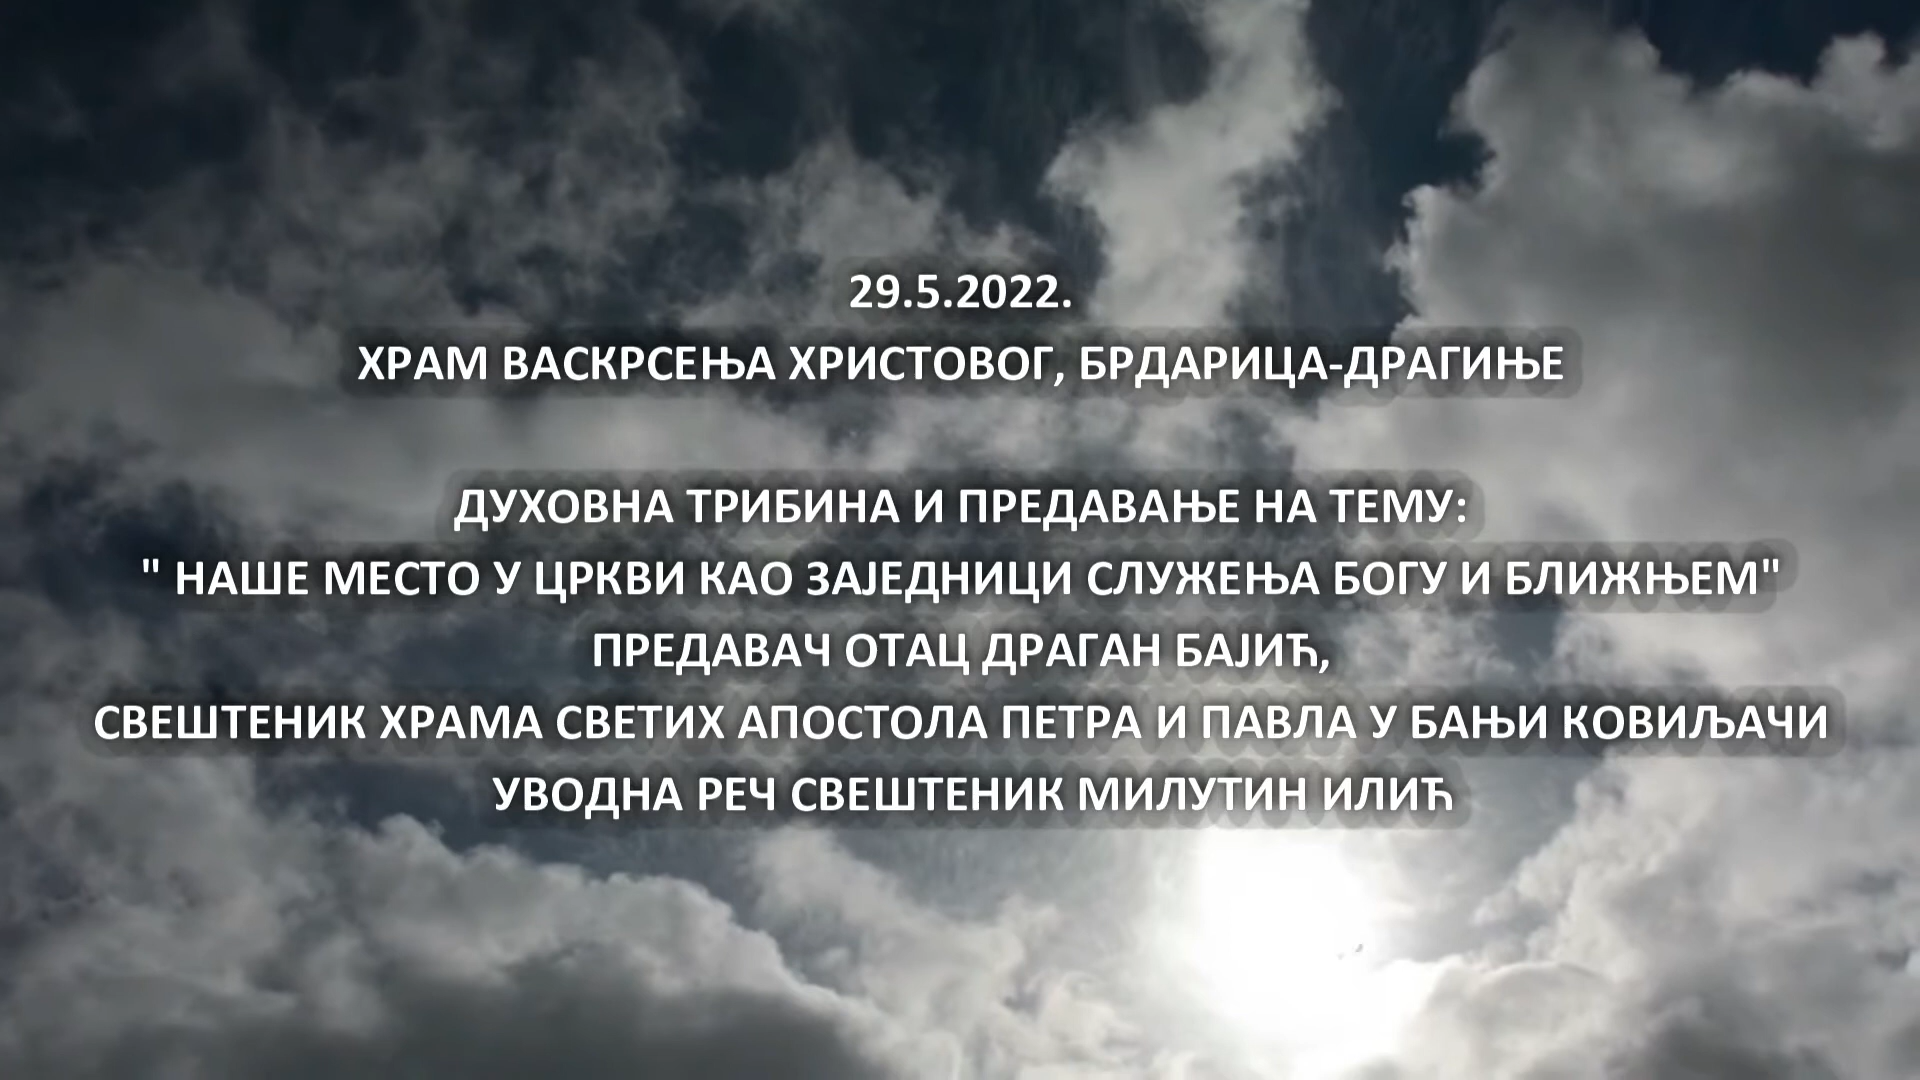 29.5.2022.
ХРАМ ВАСКРСЕЊА ХРИСТОВОГ, БРДАРИЦА-ДРАГИЊЕ
ДУХОВНА ТРИБИНА И ПРЕДАВАЊЕ НА ТЕМУ:
" НАШЕ МЕСТО У ЦРКВИ КАО ЗАЈЕДНИЦИ СЛУЖЕЊА БОГУ И БЛИЖЊЕМ"
ПРЕДАВАЧ ОТАЦ ДРАГАН БАЈИЋ,
СВЕШТЕНИК ХРАМА СВЕТИХ АПОСТОЛА ПЕТРА И ПАВЛА У БАЊИ КОВИЉАЧИ
УВОДНА РЕЧ СВЕШТЕНИК МИЛУТИН ИЛИЋ